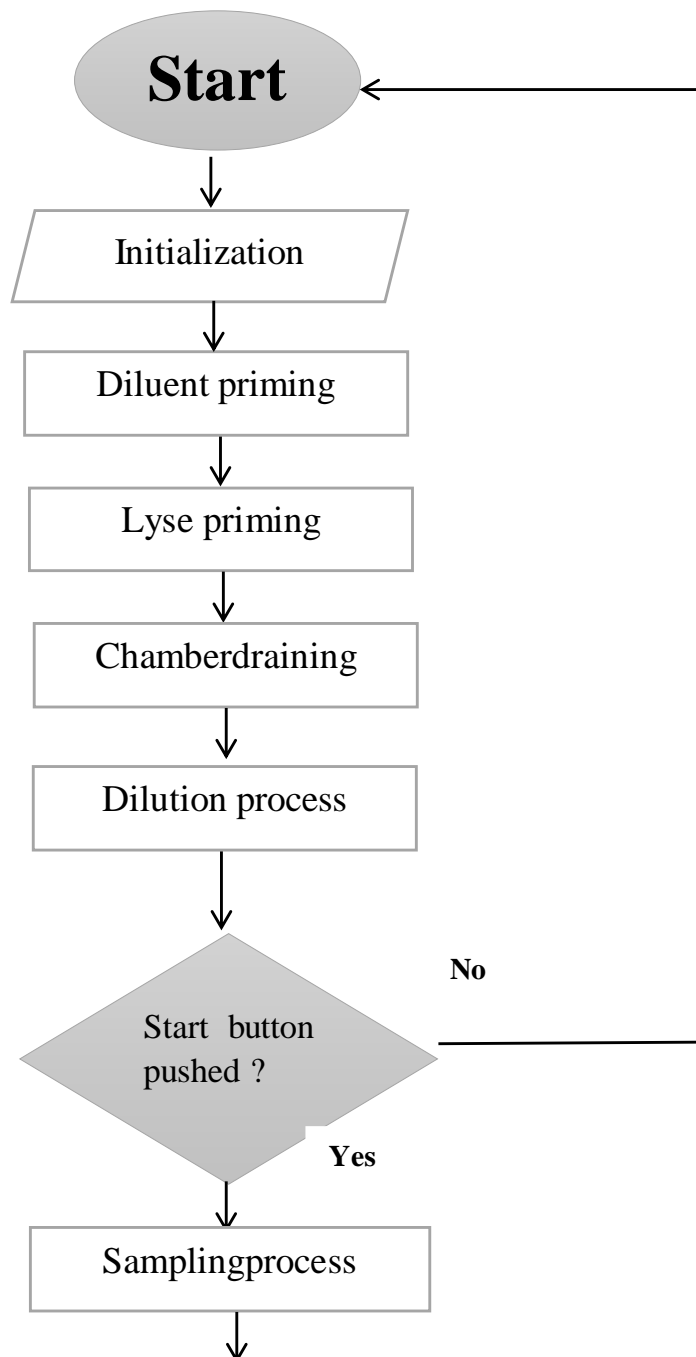 Start
Initialization
Diluent priming
Lyse priming
Chamberdraining
Dilution process
No
Start button
pushed ?
Yes
Samplingprocess